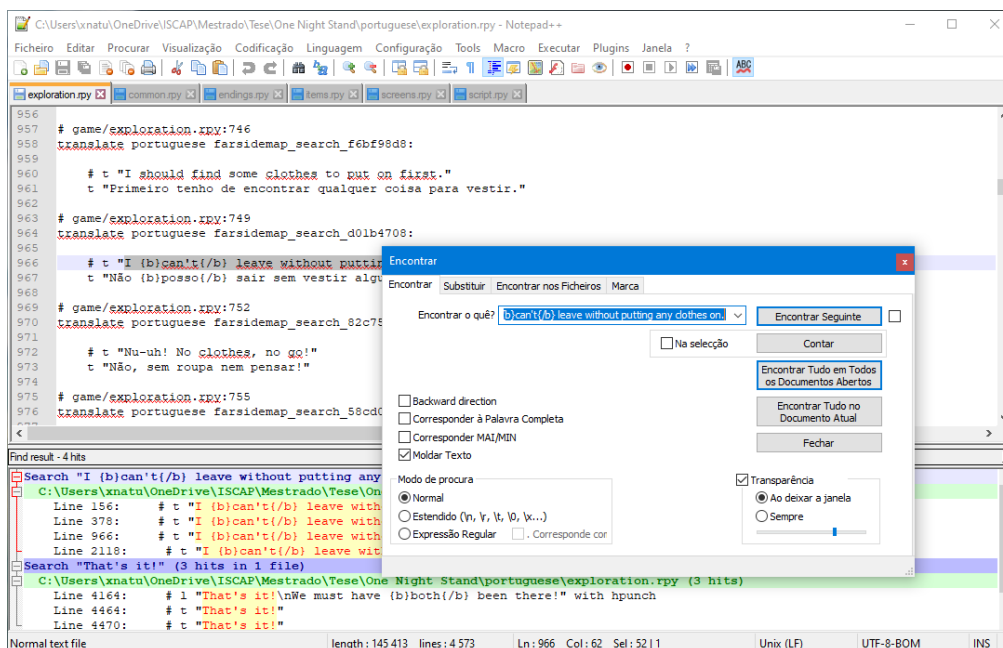 C:\Users\xnatu\OneDrive\ISCAP\Mestrado\Tese\One Night Stand\portuguese\exploration.rpy - Notepad++
Ficheiro Editar Procurar Visualização Codificação Linguagem Configuração Tools Macro Executar Plugins Janela ?
exploration.rpy common.rpy endings.rpy items.rpy screens.rpy script.rpy
956
957 # game/exploration.rpy:746
958 translate portuguese farsidemap_search_f6bf98d8:
959
960 # t "I should find some clothes to put on first."
961 t "Primeiro tenho de encontrar qualquer coisa para vestir."
962
963 # game/exploration.rpy:749
964 translate portuguese farsidemap_search_d01b4708:
965
966 # t "I {b}can't{/b} leave without puttin
967 t "Não {b}posso{/b} sair sem vestir algu
968
969 # game/exploration.rpy:752
970 translate portuguese farsidemap_search_82c75
971
972 # t "Nu-uh! No clothes, no go!"
973 t "Não, sem roupa nem pensar!"
974
975 # game/exploration.rpy:755
976 translate portuguese farsidemap_search_58cd0
Encontrar
Encontrar Substituir Encontrar nos Ficheiros Marca
Encontrar o quê? b}can't{/b} leave without putting any clothes on. Encontrar Seguinte
Na selecção Contar
Encontrar Tudo em Todos
os Documentos Abertos
Backward direction
Encontrar Tudo no
Documento Atual
Corresponder à Palavra Completa
Corresponder MAI/MIN
Fechar
Moldar Texto
Modo de procura
Normal
Estendido (\n, \r, \t, \0, \x...)
Expressão Regular . Corresponde cor
Transparência
Ao deixar a janela
Sempre
Find result - 4 hits
Search "I {b}can't{/b} leave without putting any
C:\Users\xnatu\OneDrive\ISCAP\Mestrado\Tese\On
Line 156: # t "I {b}can't{/b} leave with
Line 378: # t "I {b}can't{/b} leave with
Line 966: # t "I {b}can't{/b} leave with
Line 2118: # t "I {b}can't{/b} leave wit
Search "That's it!" (3 hits in 1 file)
C:\Users\xnatu\OneDrive\ISCAP\Mestrado\Tese\One Night Stand\portuguese\exploration.rpy (3 hits)
Line 4164: # l "That's it!\nWe must have {b}both{/b} been there!" with hpunch
Line 4464: # t "That's it!"
Line 4470: # t "That's it!"
Normal text file length : 145 413 lines : 4 573 Ln : 966 Col : 62 Sel : 52 | 1 Unix (LF) UTF-8-BOM INS